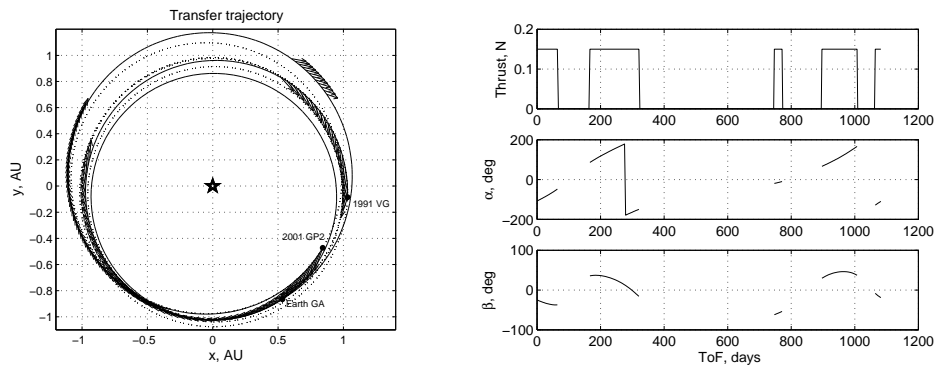 Transfer trajectory
1
0.8
0.6
0.4
0.2
0
−0.2
−0.4
−0.6
−0.8
−1
y, AU
1991 VG
2001 GP2
Earth GA
−1 −0.5 0 0.5 1
x, AU
0.2
0.1
0
Thrust, N
0 200 400 600 800 1000 1200
200
0
−200
α, deg
0 200 400 600 800 1000 1200
100
0
−100
β, deg
0 200 400 600 800 1000 1200
ToF, days